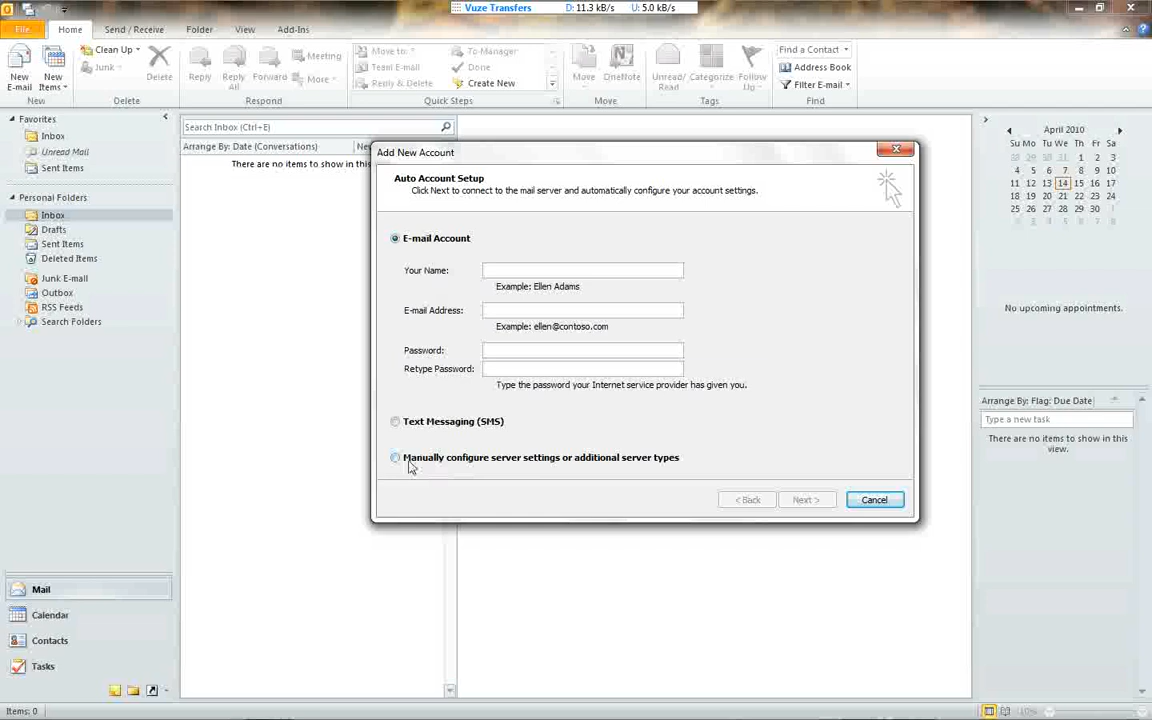 Vuze Transfers D: 11.3 kB/s U: 5.0 kB/s
File Home Send / Receive Folder View Add-Ins
New E-mail
New Items
New
Clean Up
Junk
Delete
Delete
Reply
Reply All
Forward
Meeting
More
Respond
Move to: ?
Team E-mail
Reply & Delete
To Manager
Done
Create New
Quick Steps
Move
OneNote
Move
Unread/ Read
Categorize
Follow Up
Tags
Find a Contact
Address Book
Filter E-mail
Find
Favorites
Inbox
Unread Mail
Sent Items
Personal Folders
Inbox
Drafts
Sent Items
Deleted Items
Junk E-mail
Outbox
RSS Feeds
Search Folders
Mail
Calendar
Contacts
Tasks
Items: 0
Search Inbox (Ctrl+E)
Arrange By: Date (Conversations) Ne
There are no items to show in this
Add New Account
Auto Account Setup
Click Next to connect to the mail server and automatically configure your account settings.
E-mail Account
Your Name:
Example: Ellen Adams
E-mail Address:
Example: ellen@contoso.com
Password:
Retype Password:
Type the password your Internet service provider has given you.
Text Messaging (SMS)
Manually configure server settings or additional server types
< Back Next > Cancel
April 2010
Su Mo Tu We Th Fr Sa
28 29 30 31 1 2 3
4 5 6 7 8 9 10
11 12 13 14 15 16 17
18 19 20 21 22 23 24
25 26 27 28 29 30 1
2 3 4 5 6 7 8
No upcoming appointments.
Arrange By: Flag: Due Date
Type a new task
There are no items to show in this
view.
10%